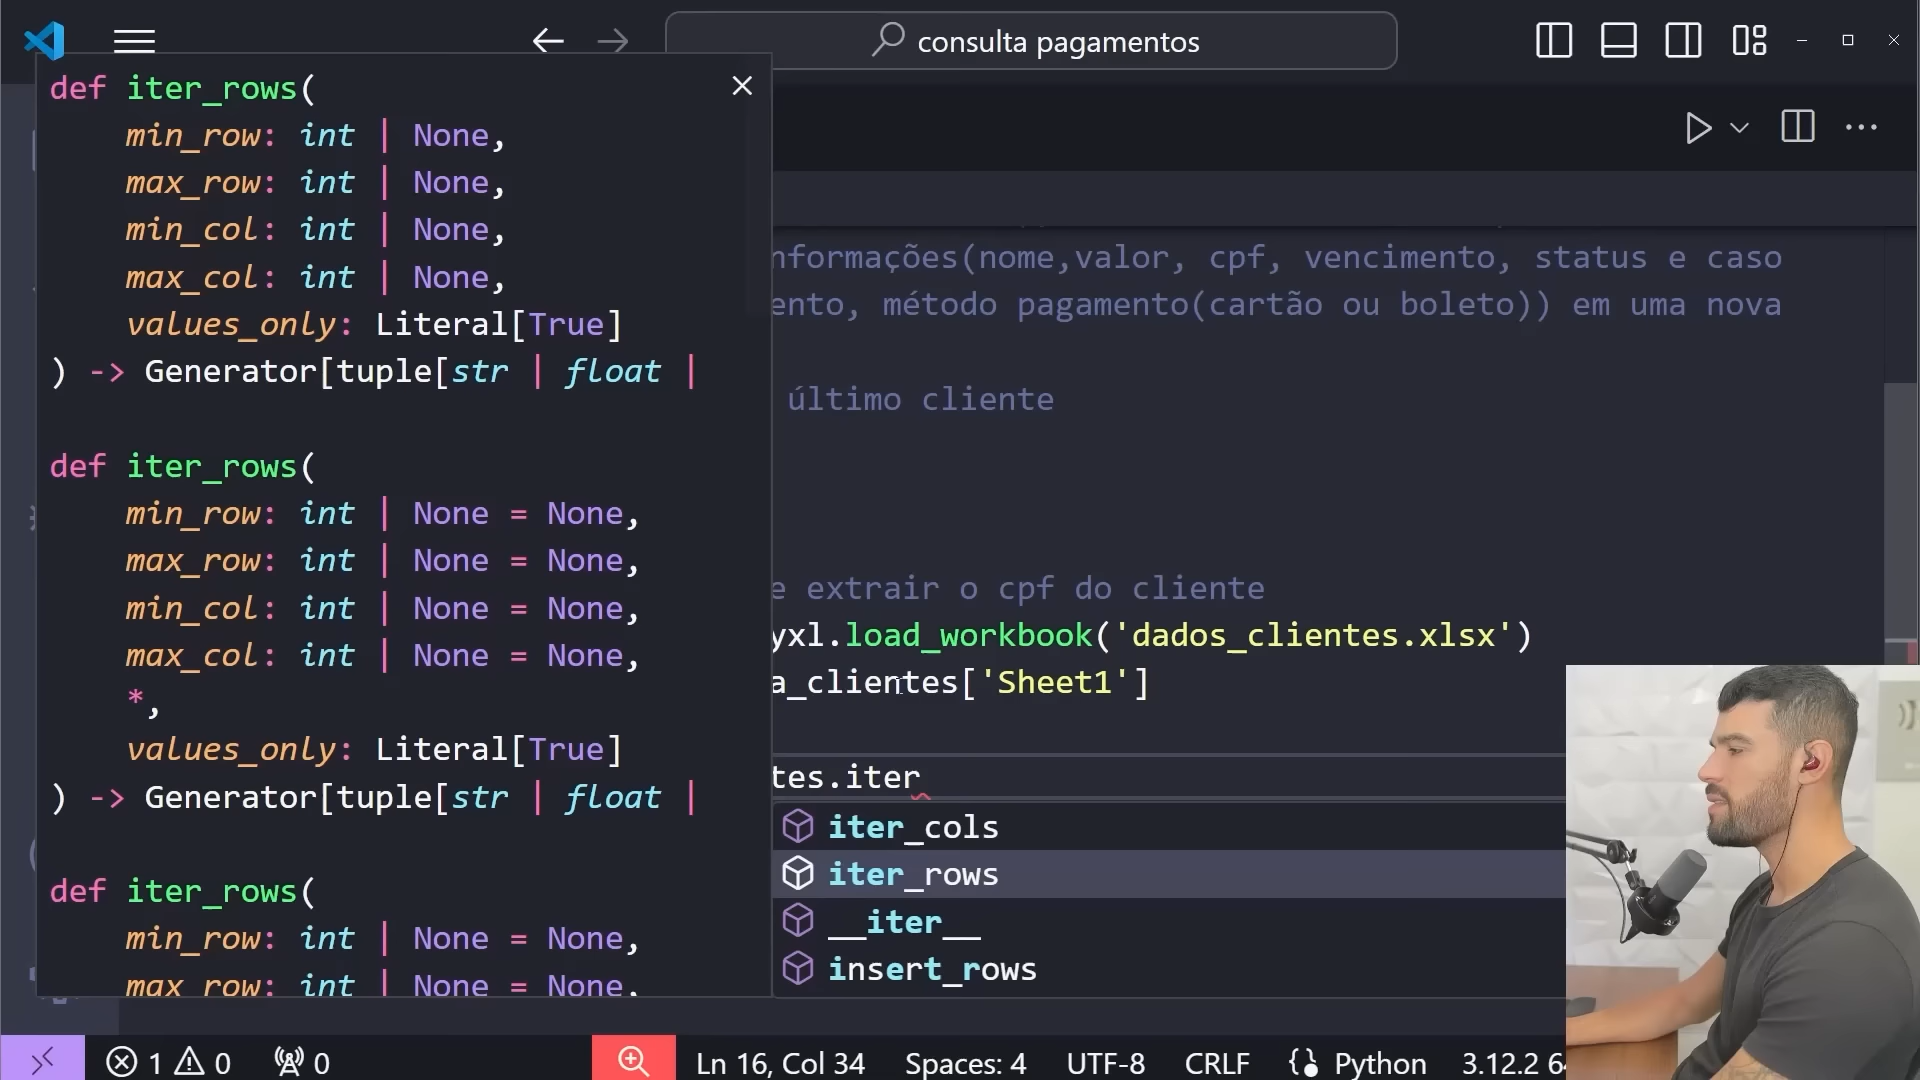 consulta pagamentos
def iter_rows(
min_row: int | None,
max_row: int | None,
min_col: int | None,
max_col: int | None,
values_only: Literal[True]
) -> Generator[tuple[str | float |
def iter_rows(
min_row: int | None = None,
max_row: int | None = None,
min_col: int | None = None,
max_col: int | None = None,
*,
values_only: Literal[True]
) -> Generator[tuple[str | float |
def iter_rows(
min_row: int | None = None,
max_row: int | None = None,
nformações(nome,valor, cpf, vencimento, status e caso
ento, método pagamento(cartão ou boleto)) em uma nova
último cliente
e extrair o cpf do cliente
yxl.load_workbook('dados_clientes.xlsx')
a_clientes['Sheet1']
tes.iter
iter_cols
iter_rows
__iter__
insert_rows
1 0 0 Ln 16, Col 34 Spaces: 4 UTF-8 CRLF Python 3.12.2